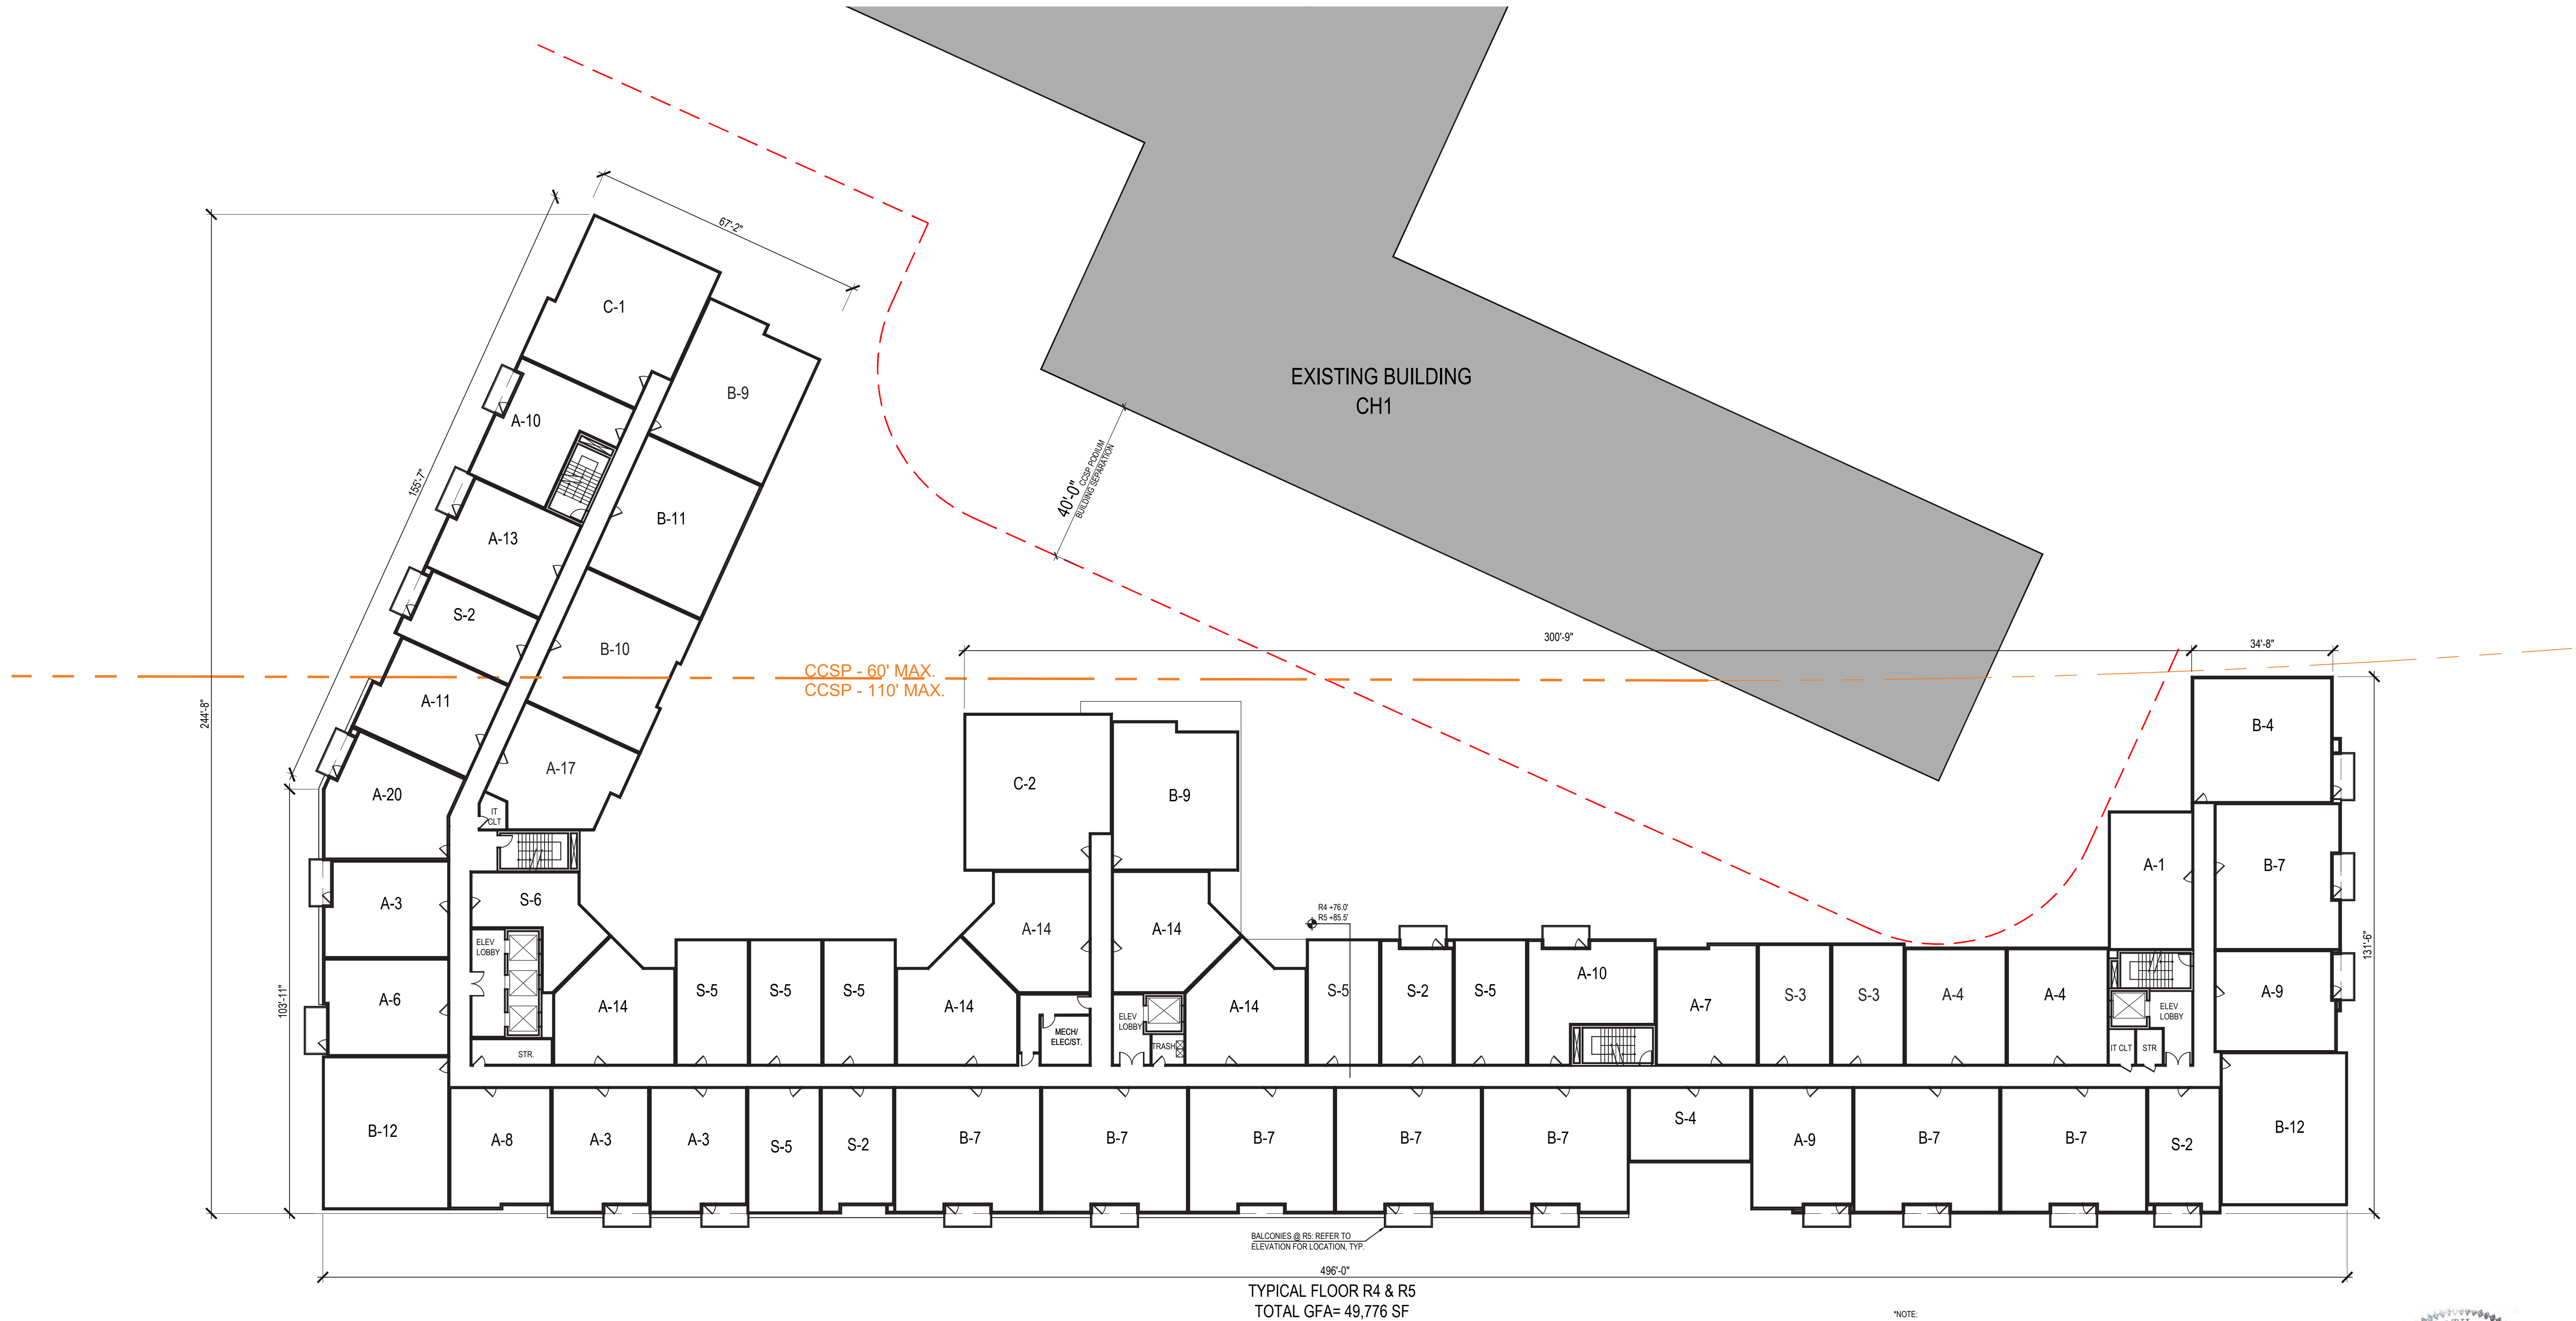 67'-2"
C-1
B-9
EXISTING BUILDING
CH1
A-10
40'-0" CCSP PODIUM
BUILDING SEPARATION
155'-7"
B-11
A-13
S-2
B-10
300'-9"
34'-8"
CCSP - 60' MAX.
CCSP - 110' MAX.
A-11
244'-8"
B-4
A-17
C-2
B-9
A-20
IT
CLT
A-1
B-7
S-6
A-3
R4 +76.0'
R5 +85.5'
A-14
A-14
ELEV
LOBBY
131'-6"
A-10
A-6
103'-11"
S-5
S-5
S-5
S-5
S-2
S-5
A-9
A-14
A-14
A-14
A-7
S-3
S-3
A-4
A-4
ELEV
LOBBY
ELEV
LOBBY
MECH/
ELEC/ST.
TRASH
IT CLT
STR
STR.
B-12
A-8
A-3
A-3
S-5
S-2
B-7
B-7
B-7
B-7
B-7
S-4
A-9
B-7
B-7
S-2
B-12
BALCONIES @ R5: REFER TO
ELEVATION FOR LOCATION, TYP.
496'-0"
TYPICAL FLOOR R4 & R5
TOTAL GFA= 49,776 SF
*NOTE: